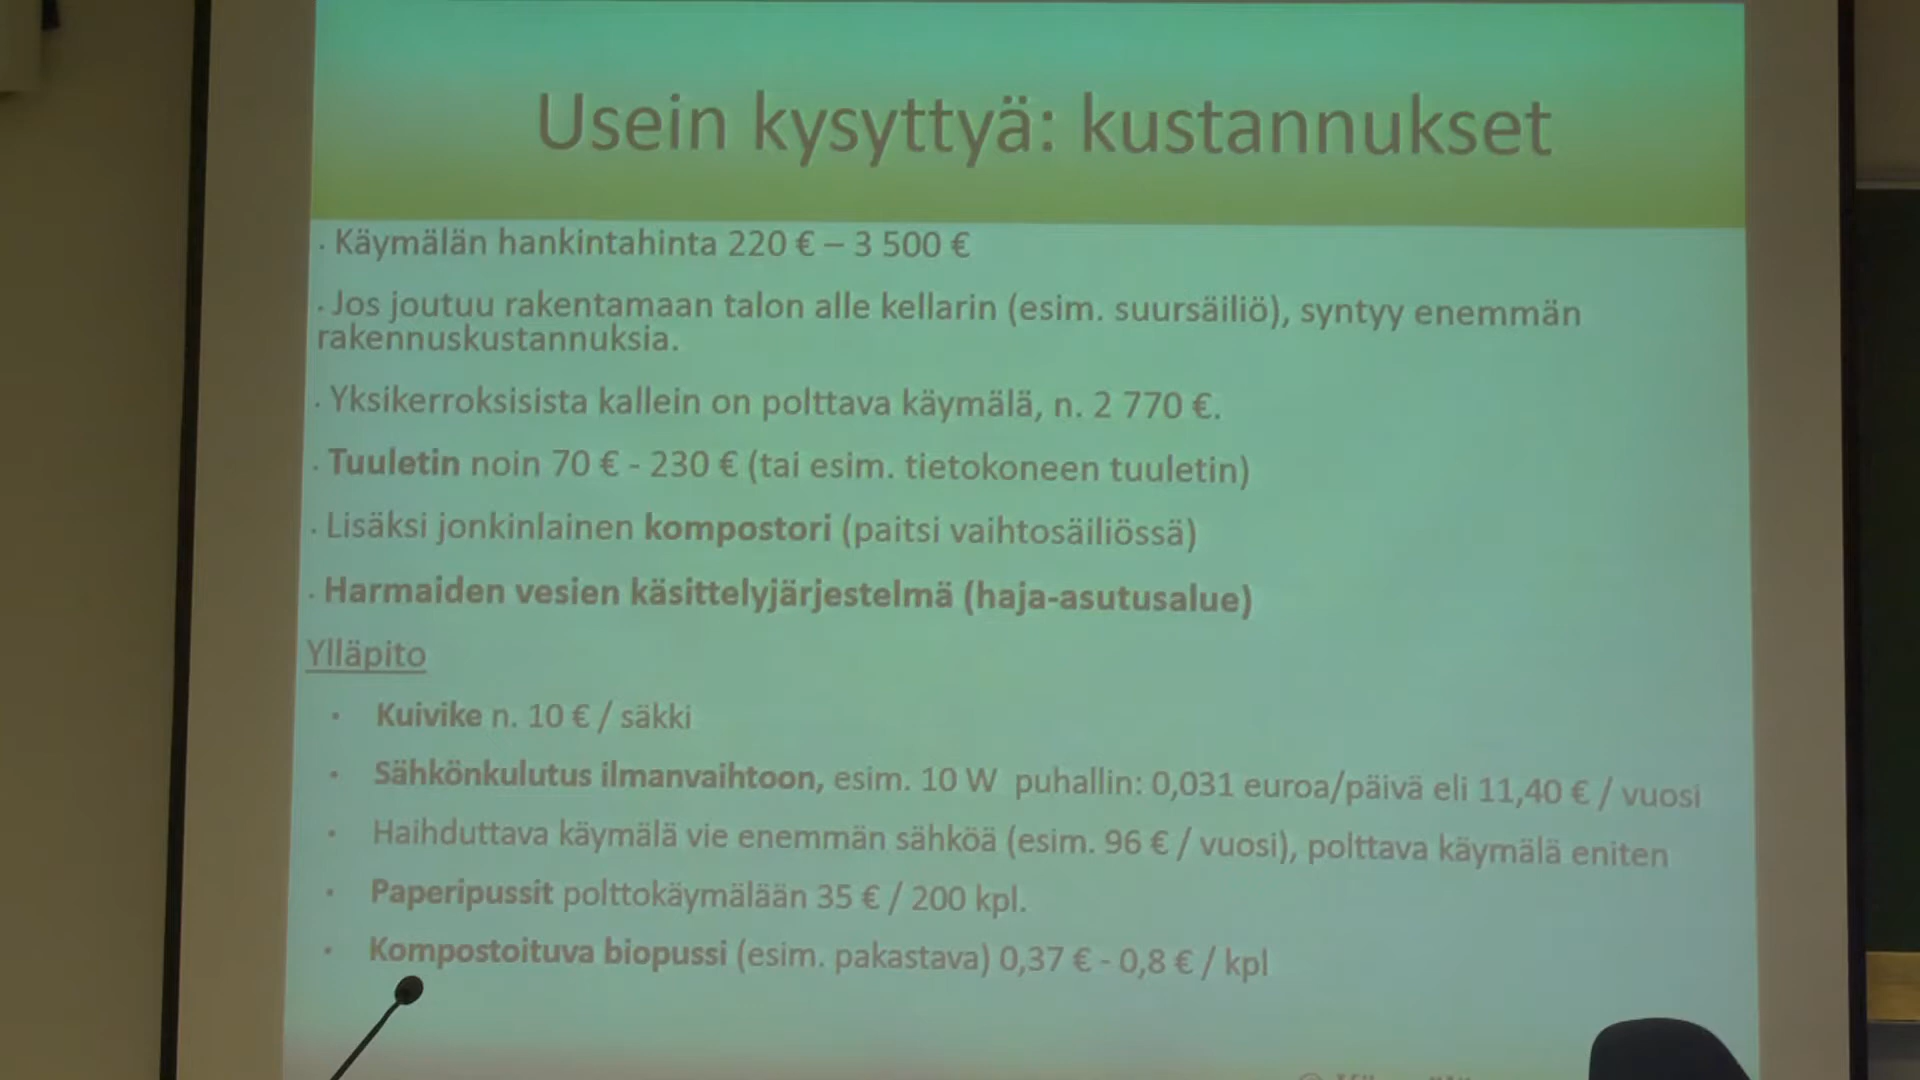 Usein kysyttyä: kustannukset
· Käymälän hankintahinta 220 € – 3 500 €
· Jos joutuu rakentamaan talon alle kellarin (esim. suursäiliö), syntyy enemmän
rakennuskustannuksia.
· Yksikerroksisista kallein on polttava käymälä, n. 2 770 €.
· Tuuletin noin 70 € - 230 € (tai esim. tietokoneen tuuletin)
· Lisäksi jonkinlainen kompostori (paitsi vaihtosäiliössä)
· Harmaiden vesien käsittelyjärjestelmä (haja-asutusalue)
Ylläpito
• Kuivike n. 10 € / säkki
• Sähkönkulutus ilmanvaihtoon, esim. 10 W puhallin: 0,031 euroa/päivä eli 11,40 € / vuosi
• Haihduttava käymälä vie enemmän sähköä (esim. 96 € / vuosi), polttava käymälä eniten
• Paperipussit polttokäymälään 35 € / 200 kpl.
• Kompostoituva biopussi (esim. pakastava) 0,37 € - 0,8 € / kpl